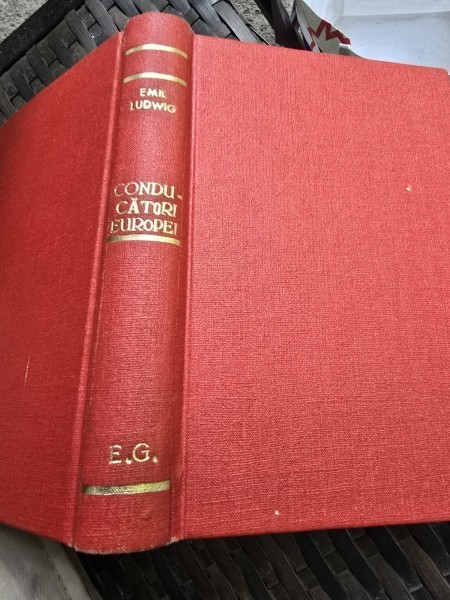 EMIL
LUDWIG
CONDU-
CĂTORI
EUROPEI
E.G.